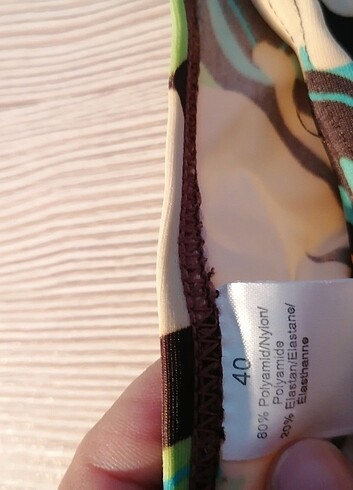 40
80% Polyamid/Nylon/
Polyamide
20% Elastan/Elastane/
Elasthanne